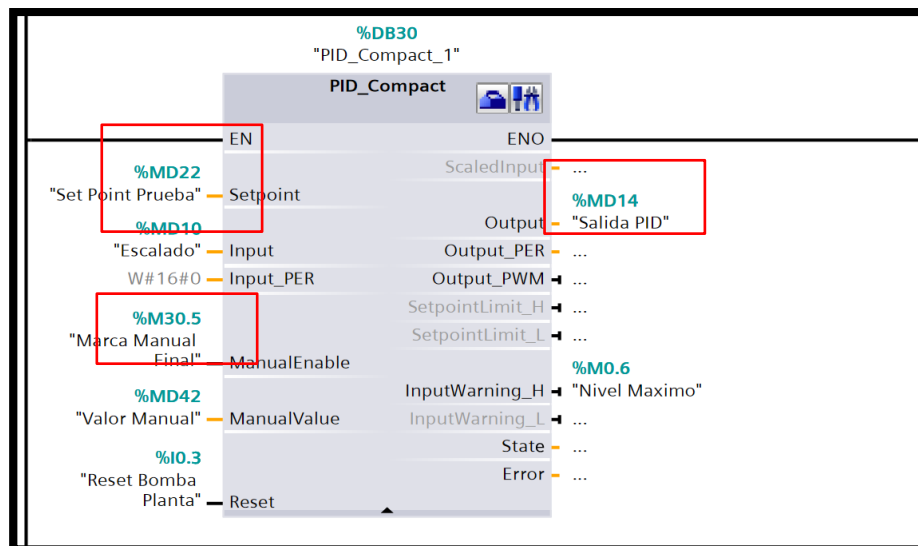 %DB30
"PID_Compact_1"
PID_Compact
EN
ENO
ScaledInput
...
%MD22
"Set Point Prueba"
Setpoint
%MD14
Output
"Salida PID"
%MD10
"Escalado"
Input
Output_PER
...
W#16#0
Input_PER
Output_PWM
...
SetpointLimit_H
...
%M30.5
"Marca Manual
Final"
ManualEnable
SetpointLimit_L
...
%M0.6
InputWarning_H
"Nivel Maximo"
%MD42
"Valor Manual"
ManualValue
InputWarning_L
...
State
...
%I0.3
"Reset Bomba
Planta"
Reset
Error
...